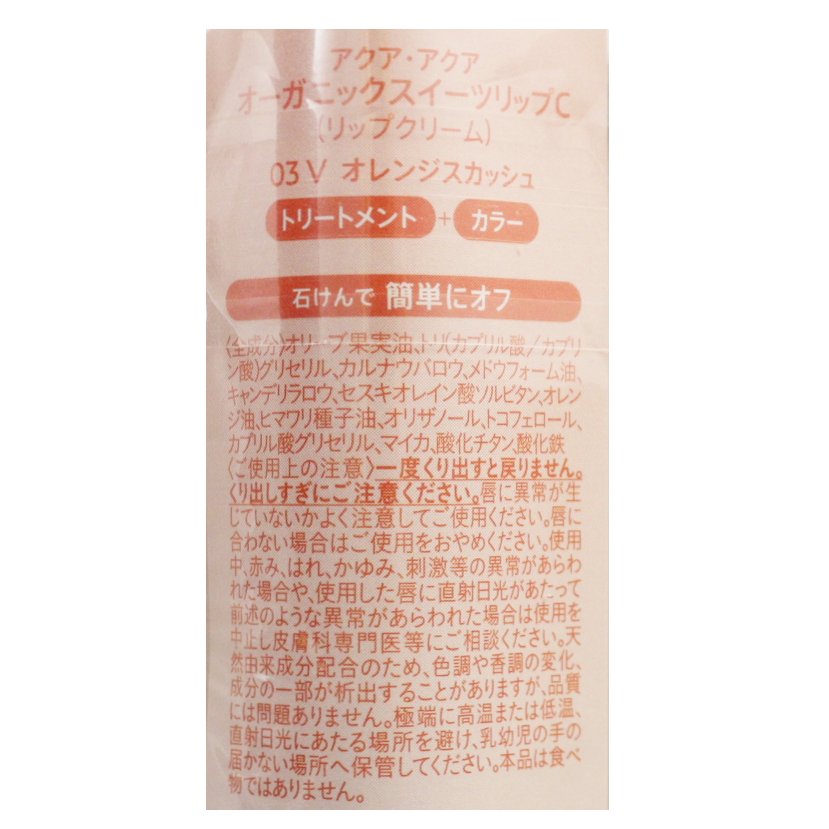 アクア・アクア
オーガニックスイーツリップC
(リップクリーム)
03 V オレンジスカッシュ
トリートメント + カラー
石けんで 簡単にオフ
〈全成分〉オリーブ果実油、トリ(カプリル酸/カプリ
ン酸)グリセリル、カルナウバロウ、メドウフォーム油、
キャンデリラロウ、セスキオレイン酸ソルビタン、オレン
ジ油、ヒマワリ種子油、オリザノール、トコフェロール、
カプリル酸グリセリル、マイカ、酸化チタン、酸化鉄
〈ご使用上の注意〉一度くり出すと戻りません。
くり出しすぎにご注意ください。唇に異常が生
じていないかよく注意してご使用ください。唇に
合わない場合はご使用をおやめください。使用
中、赤み、はれ、かゆみ、刺激等の異常があらわ
れた場合や、使用した唇に直射日光があたって
前述のような異常があらわれた場合は使用を
中止し皮膚科専門医等にご相談ください。天
然由来成分配合のため、色調や香調の変化、
成分の一部が析出することがありますが、品質
には問題ありません。極端に高温または低温、
直射日光にあたる場所を避け、乳幼児の手の
届かない場所へ保管してください。本品は食べ
物ではありません。